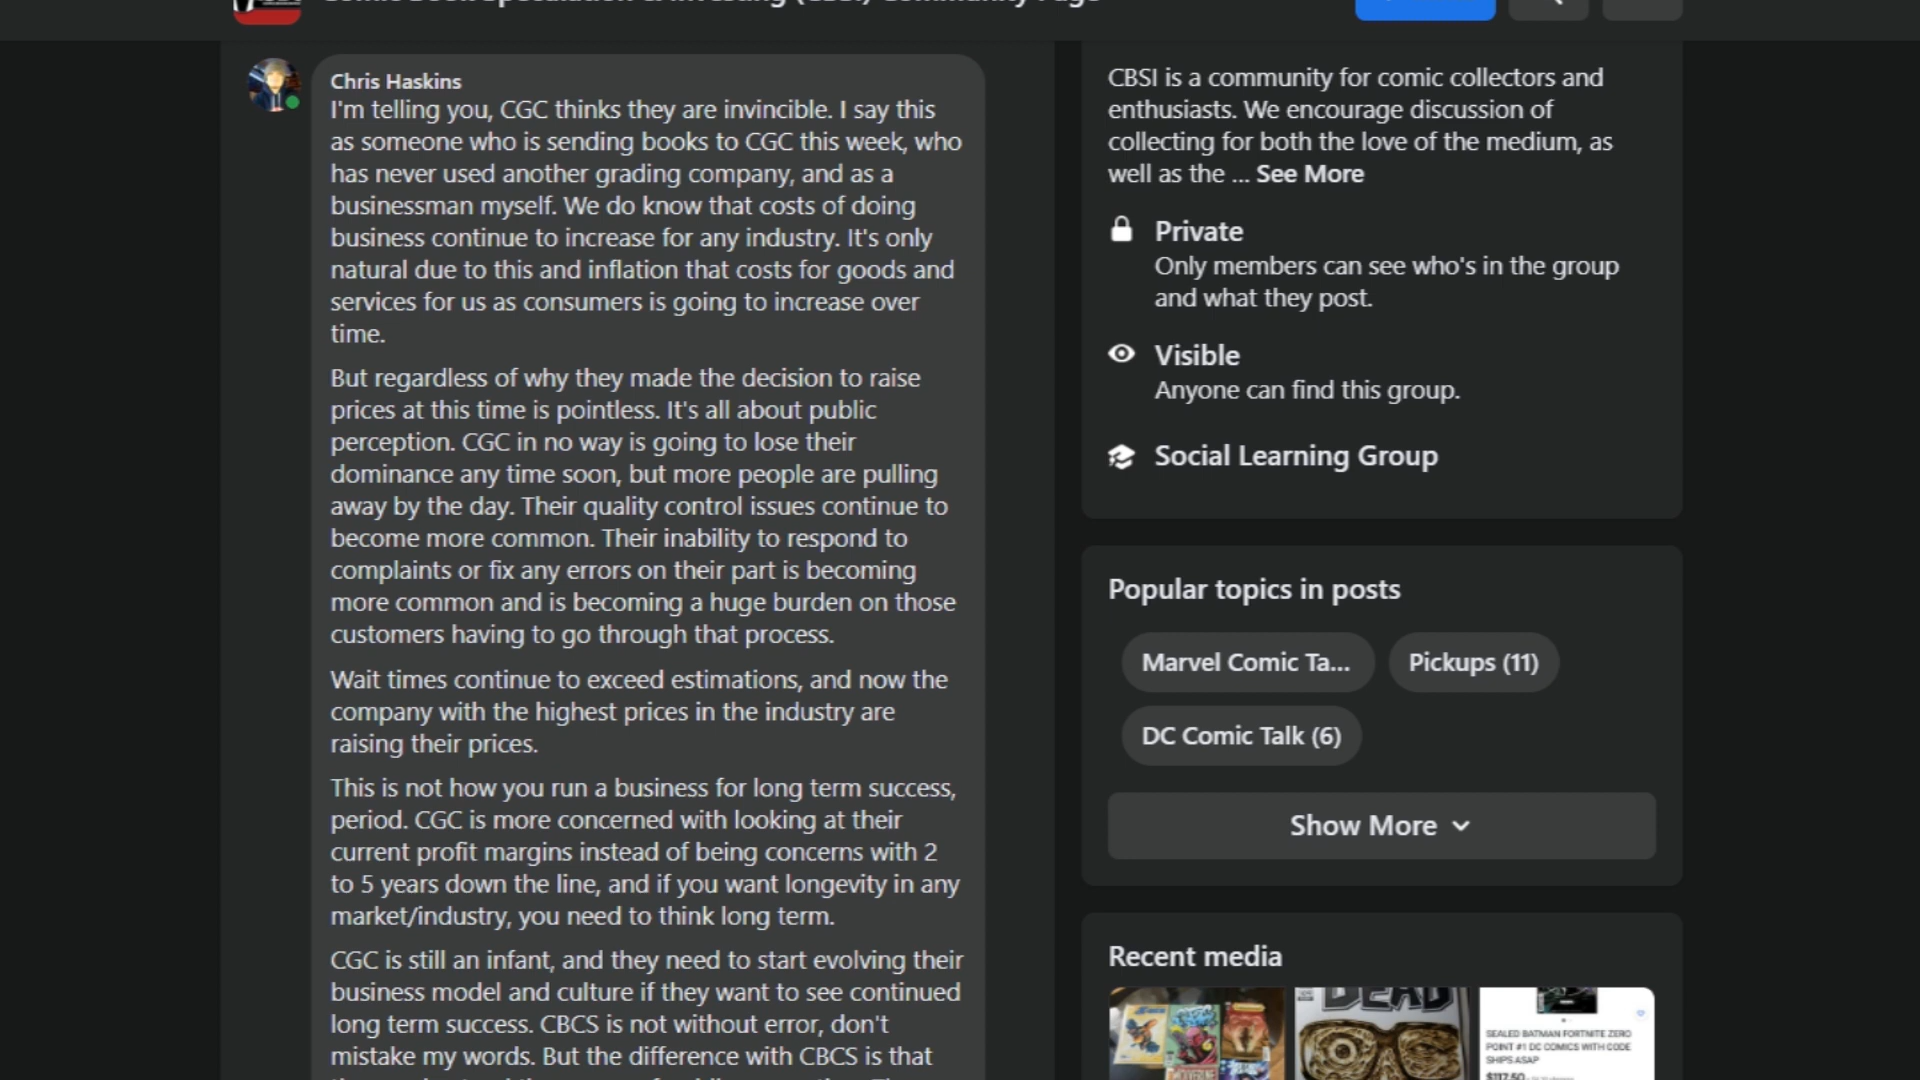 Chris Haskins
I'm telling you, CGC thinks they are invincible. I say this
as someone who is sending books to CGC this week, who
has never used another grading company, and as a
businessman myself. We do know that costs of doing
business continue to increase for any industry. It's only
natural due to this and inflation that costs for goods and
services for us as consumers is going to increase over
time.
But regardless of why they made the decision to raise
prices at this time is pointless. It's all about public
perception. CGC in no way is going to lose their
dominance any time soon, but more people are pulling
away by the day. Their quality control issues continue to
become more common. Their inability to respond to
complaints or fix any errors on their part is becoming
more common and is becoming a huge burden on those
customers having to go through that process.
Wait times continue to exceed estimations, and now the
company with the highest prices in the industry are
raising their prices.
This is not how you run a business for long term success,
period. CGC is more concerned with looking at their
current profit margins instead of being concerns with 2
to 5 years down the line, and if you want longevity in any
market/industry, you need to think long term.
CGC is still an infant, and they need to start evolving their
business model and culture if they want to see continued
long term success. CBCS is not without error, don't
mistake my words. But the difference with CBCS is that
CBSI is a community for comic collectors and
enthusiasts. We encourage discussion of
collecting for both the love of the medium, as
well as the ... See More
Private
Only members can see who's in the group
and what they post.
Visible
Anyone can find this group.
Social Learning Group
Popular topics in posts
Marvel Comic Ta...
Pickups (11)
DC Comic Talk (6)
Show More
Recent media
DEAD
WOLVERINE
SEALED BATMAN FORTNITE ZERO
POINT #1 DC COMICS WITH CODE
SHIPS ASAP
$117.50